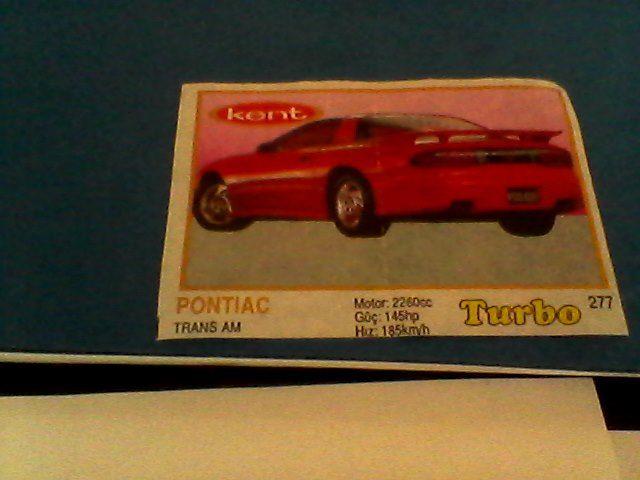 kent
PONTIAC
TRANS AM
Motor: 2260cc
Güç: 145hp
Hız: 185km/h
Turbo
277